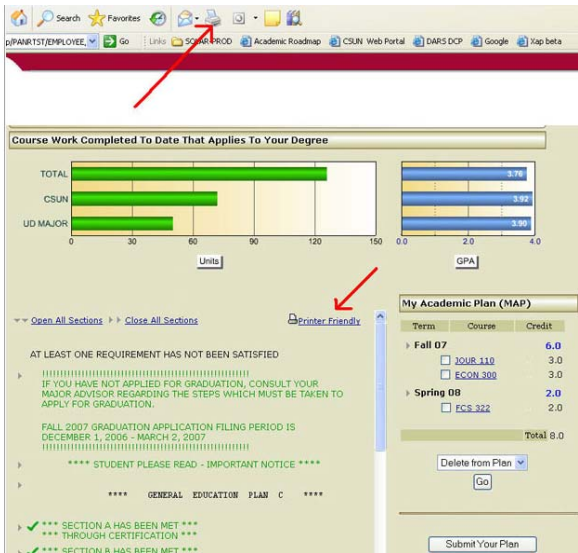 Search Favorites
p/PANRTST/EMPLOYEE, Go Links SOLAR PROD Academic Roadmap CSUN Web Portal DARS DCP Google Xap beta
Course Work Completed To Date That Applies To Your Degree
TOTAL
CSUN
UD MAJOR
0 30 60 90 120 150
Units
3.76
3.92
3.90
0.0 2.0 4.0
GPA
Open All Sections Close All Sections Printer Friendly
AT LEAST ONE REQUIREMENT HAS NOT BEEN SATISFIED
IF YOU HAVE NOT APPLIED FOR GRADUATION, CONSULT YOUR
MAJOR ADVISOR REGARDING THE STEPS WHICH MUST BE TAKEN TO
APPLY FOR GRADUATION.
FALL 2007 GRADUATION APPLICATION FILING PERIOD IS
DECEMBER 1, 2006 - MARCH 2, 2007
**** STUDENT PLEASE READ - IMPORTANT NOTICE ****
**** GENERAL EDUCATION PLAN C ****
*** SECTION A HAS BEEN MET ***
*** THROUGH CERTIFICATION ***
*** SECTION B HAS BEEN MET ***
My Academic Plan (MAP)
Term Course Credit
Fall 07 6.0
JOUR 110 3.0
ECON 300 3.0
Spring 08 2.0
FCS 322 2.0
Total 8.0
Delete from Plan
Go
Submit Your Plan